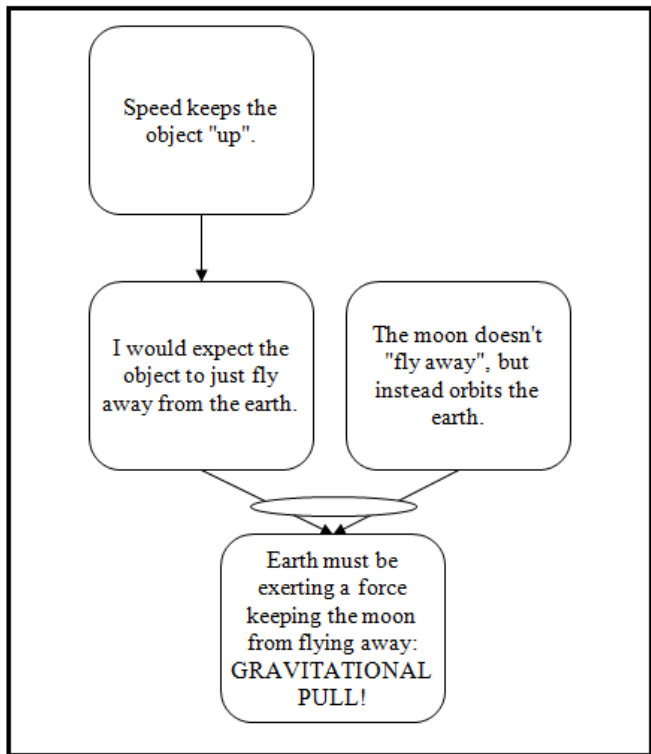 Speed keeps the
object "up".
I would expect the
object to just fly
away from the earth.
The moon doesn't
"fly away", but
instead orbits the
earth.
Earth must be
exerting a force
keeping the moon
from flying away:
GRAVITATIONAL
PULL!